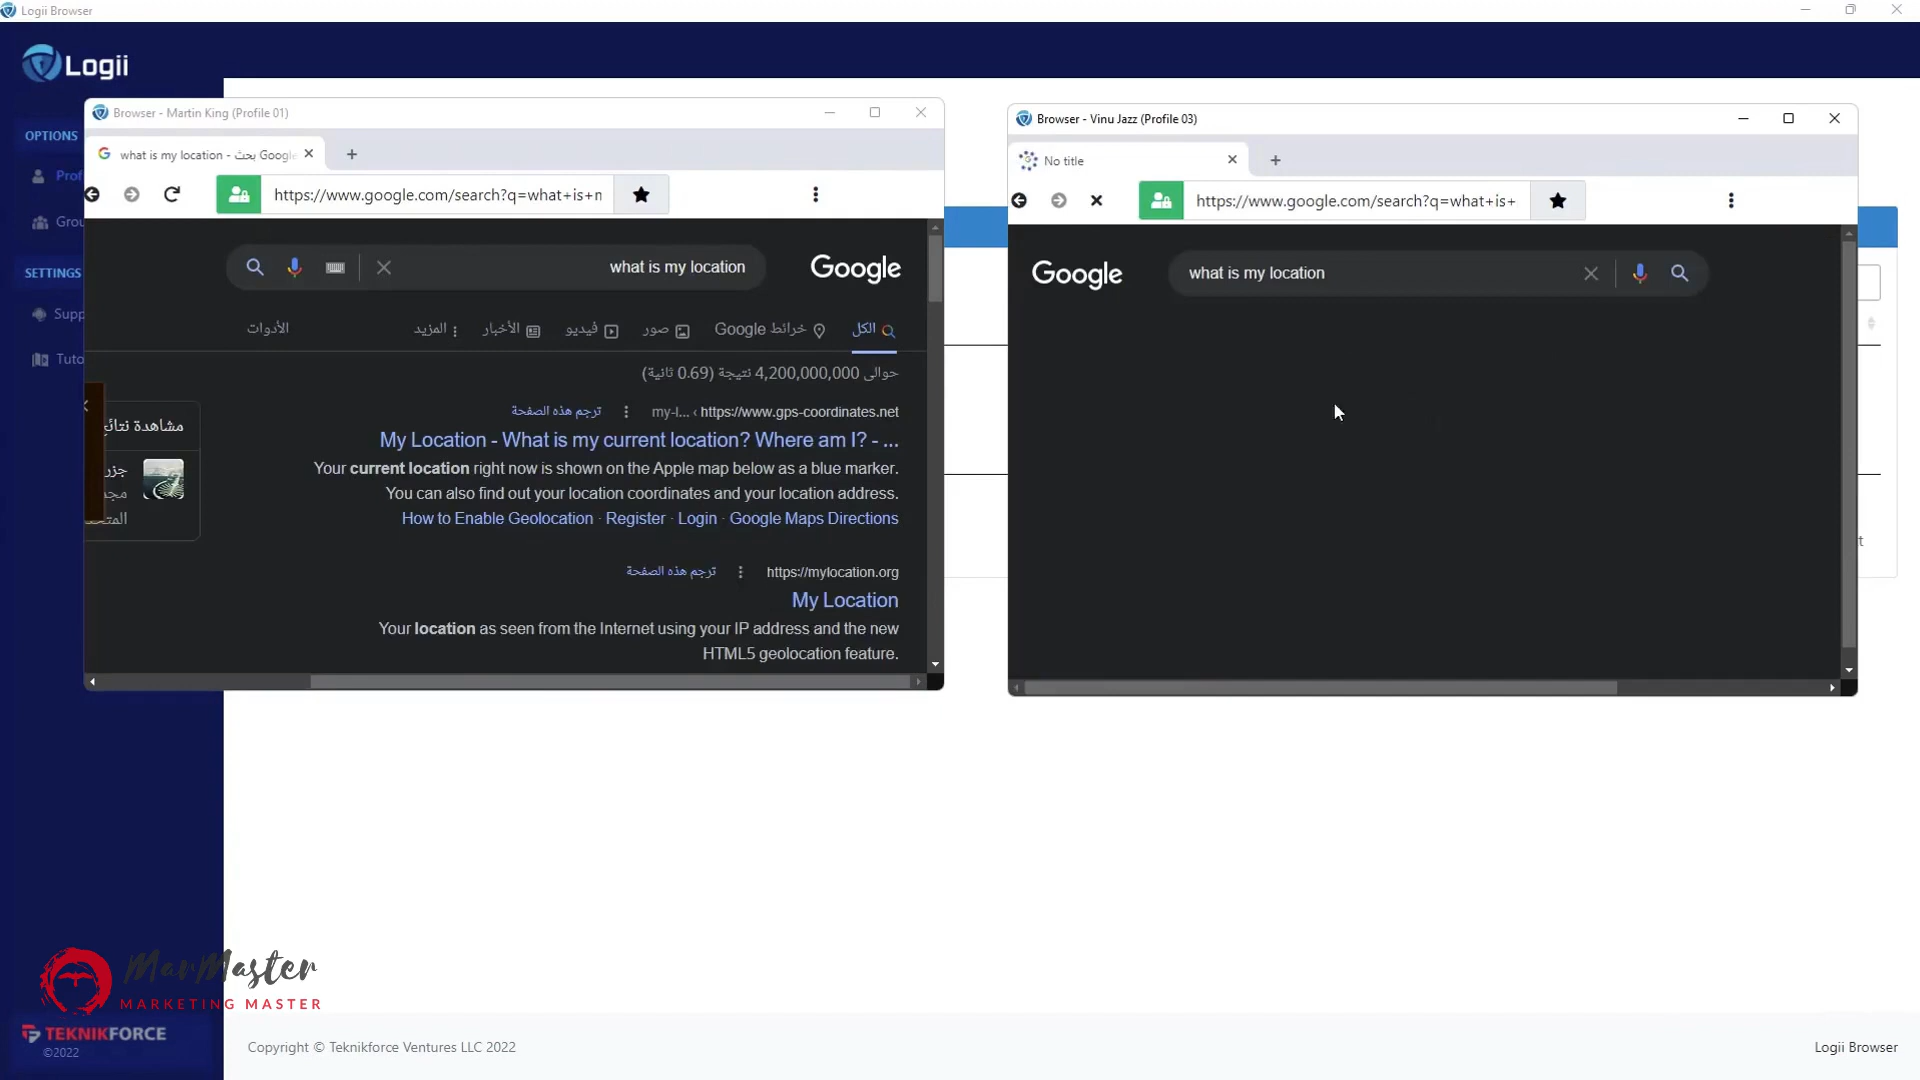 Logii Browser
Logii
OPTIONS
Prof
Grou
SETTINGS
Supp
Tuto
Browser - Martin King (Profile 01)
what is my location - بحث Google
https://www.google.com/search?q=what+is+n
what is my location
Google
الكل
خرائط Google
صور
فيديو
الأخبار
المزيد
الأدوات
حوالى 4,200,000,000 نتيجة (0.69 ثانية)
https://www.gps-coordinates.net › my-l...
ترجم هذه الصفحة
My Location - What is my current location? Where am I? - ...
Your current location right now is shown on the Apple map below as a blue marker.
You can also find out your location coordinates and your location address.
How to Enable Geolocation · Register · Login · Google Maps Directions
https://mylocation.org
ترجم هذه الصفحة
My Location
Your location as seen from the Internet using your IP address and the new
HTML5 geolocation feature.
مشاهدة نتائج
جزر
مجم
المتحد
Browser - Vinu Jazz (Profile 03)
No title
https://www.google.com/search?q=what+is+
Google
what is my location
t
MarMaster
MARKETING MASTER
TEKNIKFORCE
©2022
Copyright © Teknikforce Ventures LLC 2022
Logii Browser